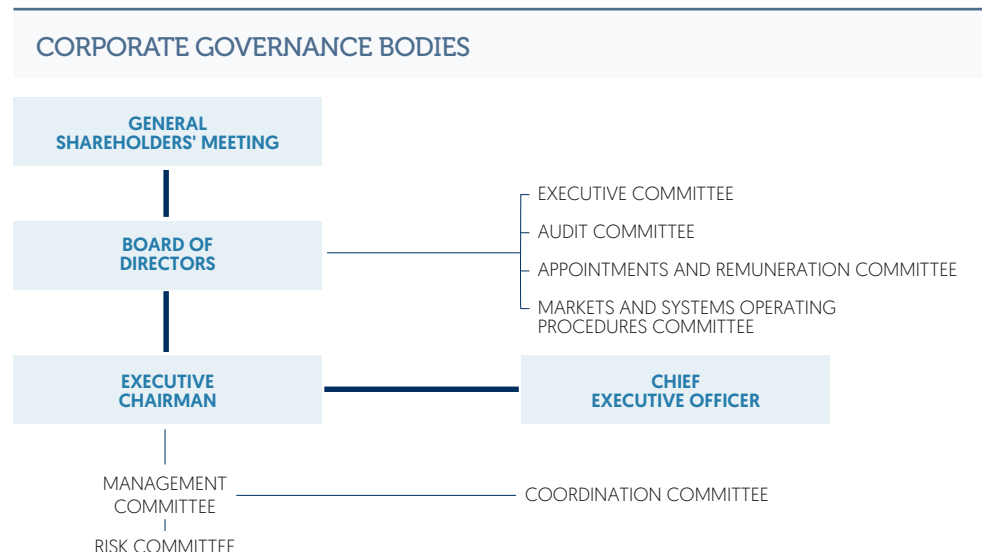 CORPORATE GOVERNANCE BODIES
GENERAL
SHAREHOLDERS' MEETING
BOARD OF
DIRECTORS
EXECUTIVE COMMITTEE
AUDIT COMMITTEE
APPOINTMENTS AND REMUNERATION COMMITTEE
MARKETS AND SYSTEMS OPERATING
PROCEDURES COMMITTEE
EXECUTIVE
CHAIRMAN
CHIEF
EXECUTIVE OFFICER
MANAGEMENT
COMMITTEE
COORDINATION COMMITTEE
RISK COMMITTEE